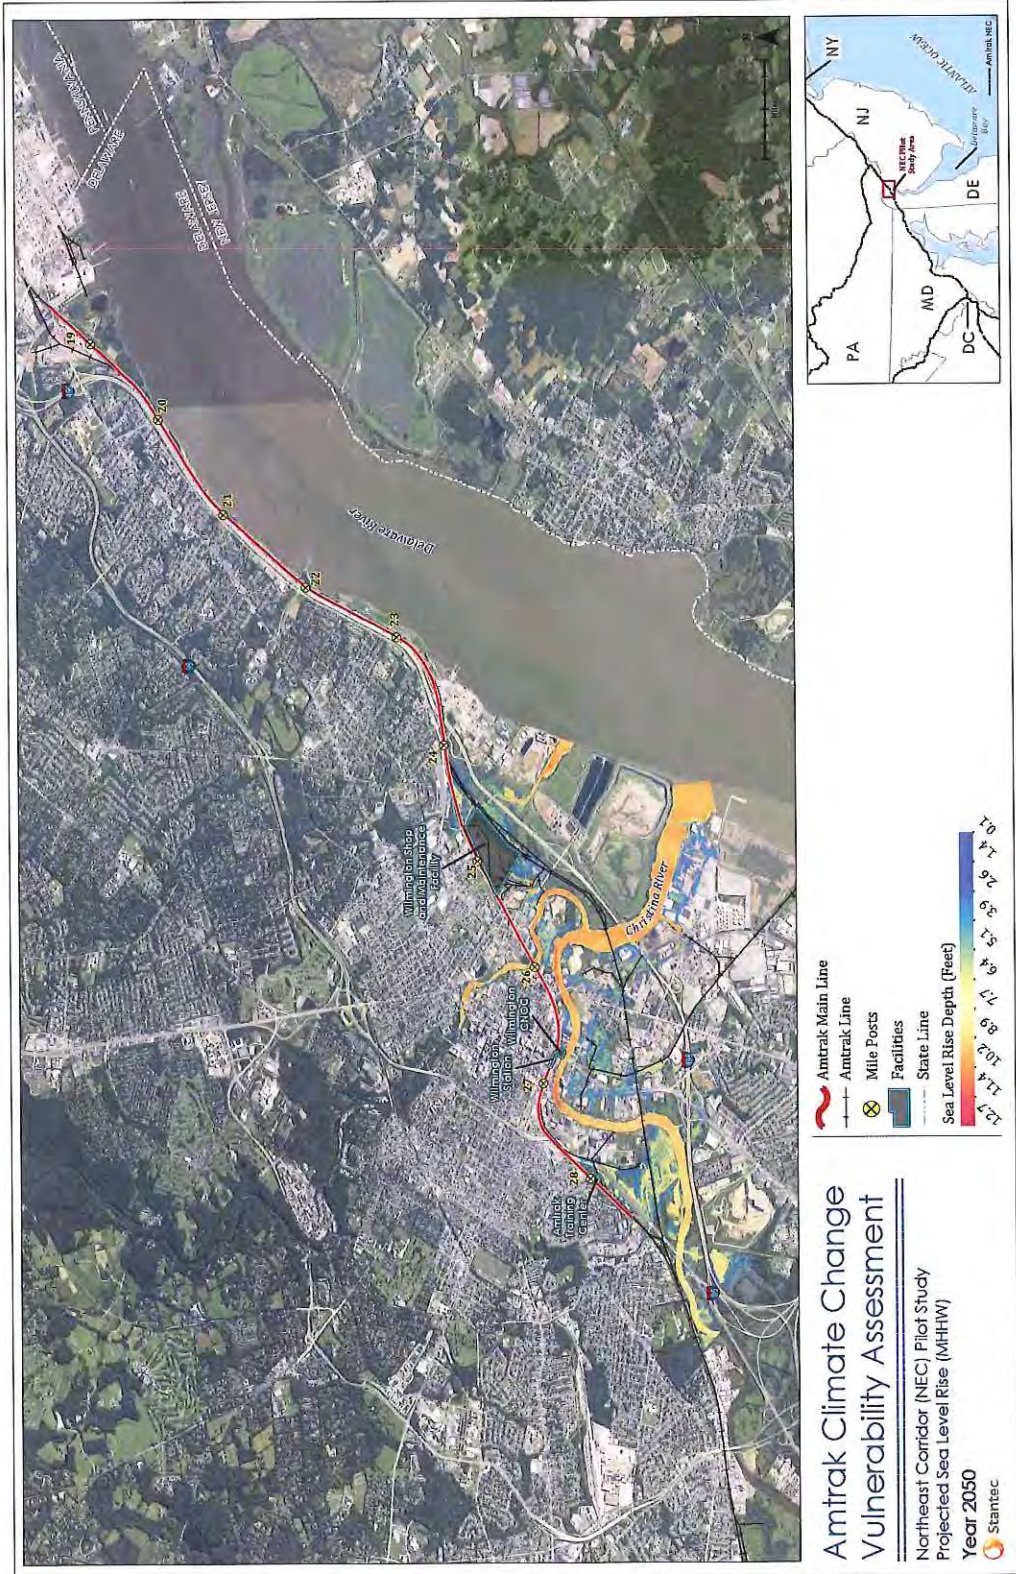 Amtrak Climate Change
Vulnerability Assessment
Northeast Corridor (NEC) Pilot Study
Projected Sea Level Rise (MHHW)
Year 2050
Stantec
Amtrak Main Line
Amtrak Line
Mile Posts
Facilities
State Line
Sea Level Rise Depth (Feet)
12.7 11.4 10.2 8.9 7.7 6.4 5.1 3.9 2.6 1.4 0.1
PENNSYLVANIA
DELAWARE
DELAWARE
NEW JERSEY
19
20
21
22
23
24
25
26
27
28
Delaware River
Christina River
Wilmington Shop
and Maintenance
Facility
Wilmington
CNOC
Wilmington
Station
Amtrak
Training
Center
Miles
NY
NJ
PA
MD
DE
DC
ATLANTIC OCEAN
Delaware
Bay
NEC Pilot
Study Area
Amtrak NEC